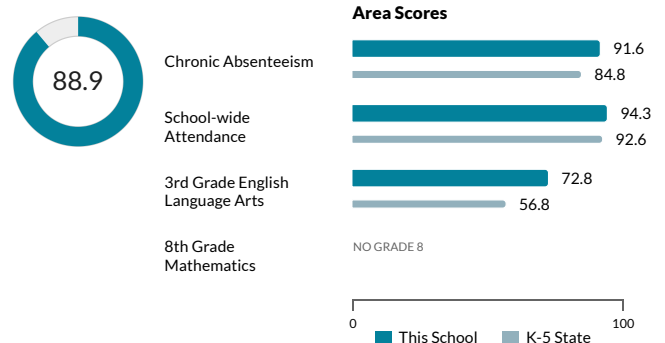 Area Scores
88.9
Chronic Absenteeism
91.6
84.8
School-wide
Attendance
94.3
92.6
3rd Grade English
Language Arts
72.8
56.8
8th Grade
Mathematics
NO GRADE 8
0
100
This School
K-5 State